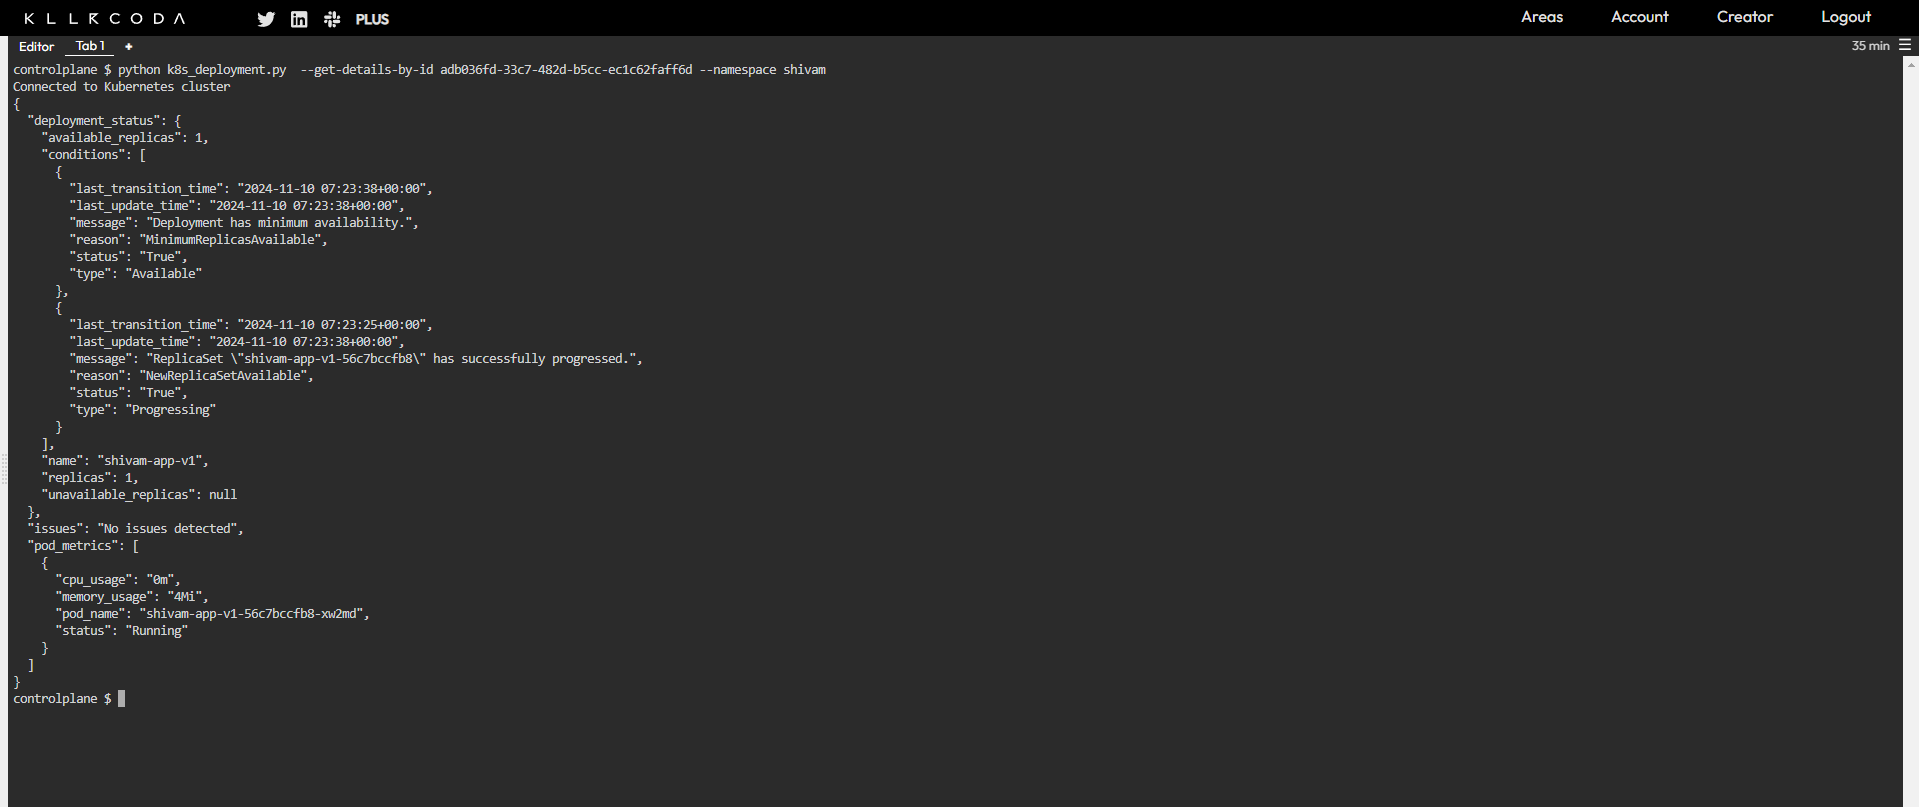 KLLRCODA PLUS Areas Account Creator Logout
Editor Tab 1 + 35 min
controlplane $ python k8s_deployment.py  --get-details-by-id adb036fd-33c7-482d-b5cc-ec1c62faff6d --namespace shivam
Connected to Kubernetes cluster
{
  "deployment_status": {
    "available_replicas": 1,
    "conditions": [
      {
        "last_transition_time": "2024-11-10 07:23:38+00:00",
        "last_update_time": "2024-11-10 07:23:38+00:00",
        "message": "Deployment has minimum availability.",
        "reason": "MinimumReplicasAvailable",
        "status": "True",
        "type": "Available"
      },
      {
        "last_transition_time": "2024-11-10 07:23:25+00:00",
        "last_update_time": "2024-11-10 07:23:38+00:00",
        "message": "ReplicaSet \"shivam-app-v1-56c7bccfb8\" has successfully progressed.",
        "reason": "NewReplicaSetAvailable",
        "status": "True",
        "type": "Progressing"
      }
    ],
    "name": "shivam-app-v1",
    "replicas": 1,
    "unavailable_replicas": null
  },
  "issues": "No issues detected",
  "pod_metrics": [
    {
      "cpu_usage": "0m",
      "memory_usage": "4Mi",
      "pod_name": "shivam-app-v1-56c7bccfb8-xw2md",
      "status": "Running"
    }
  ]
}
controlplane $